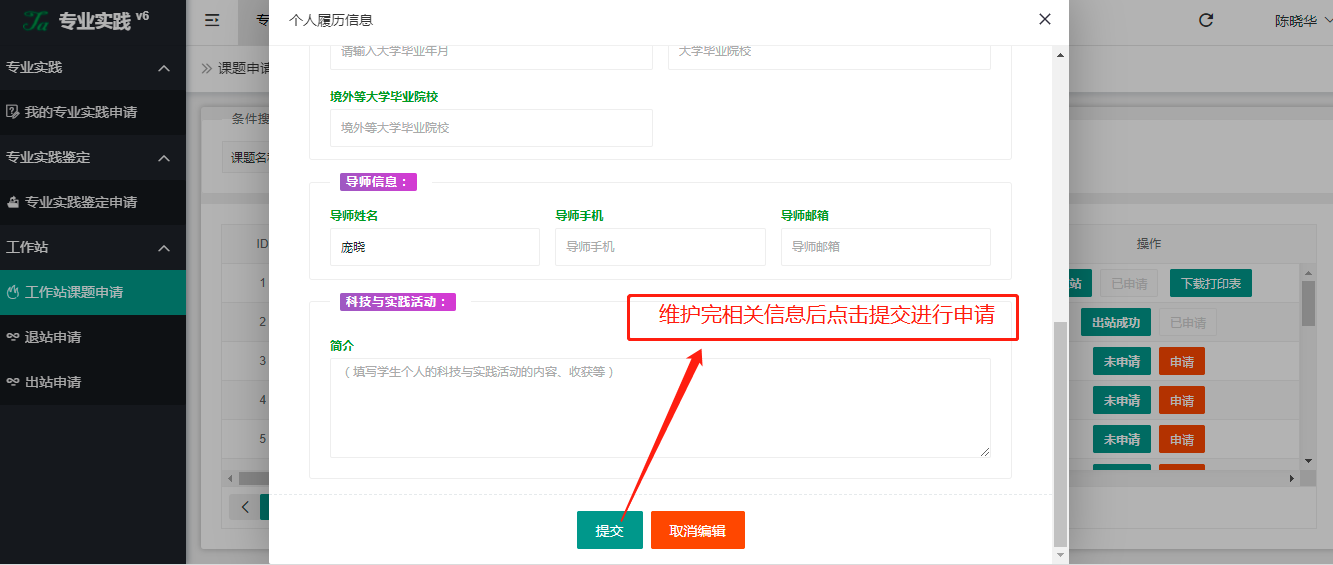 专业实践 v6
专业实践
我的专业实践申请
专业实践鉴定
专业实践鉴定申请
工作站
工作站课题申请
退站申请
出站申请
专
陈晓华
课题申请
条件搜
课题名称
ID
1
2
3
4
5
个人履历信息
请输入大学毕业年月
大学毕业院校
境外等大学毕业院校
境外等大学毕业院校
导师信息：
导师姓名
导师手机
导师邮箱
庞晓
导师手机
导师邮箱
科技与实践活动：
维护完相关信息后点击提交进行申请
简介
（填写学生个人的科技与实践活动的内容、收获等）
提交
取消编辑
操作
站
已申请
下载打印表
出站成功
已申请
未申请
申请
未申请
申请
未申请
申请